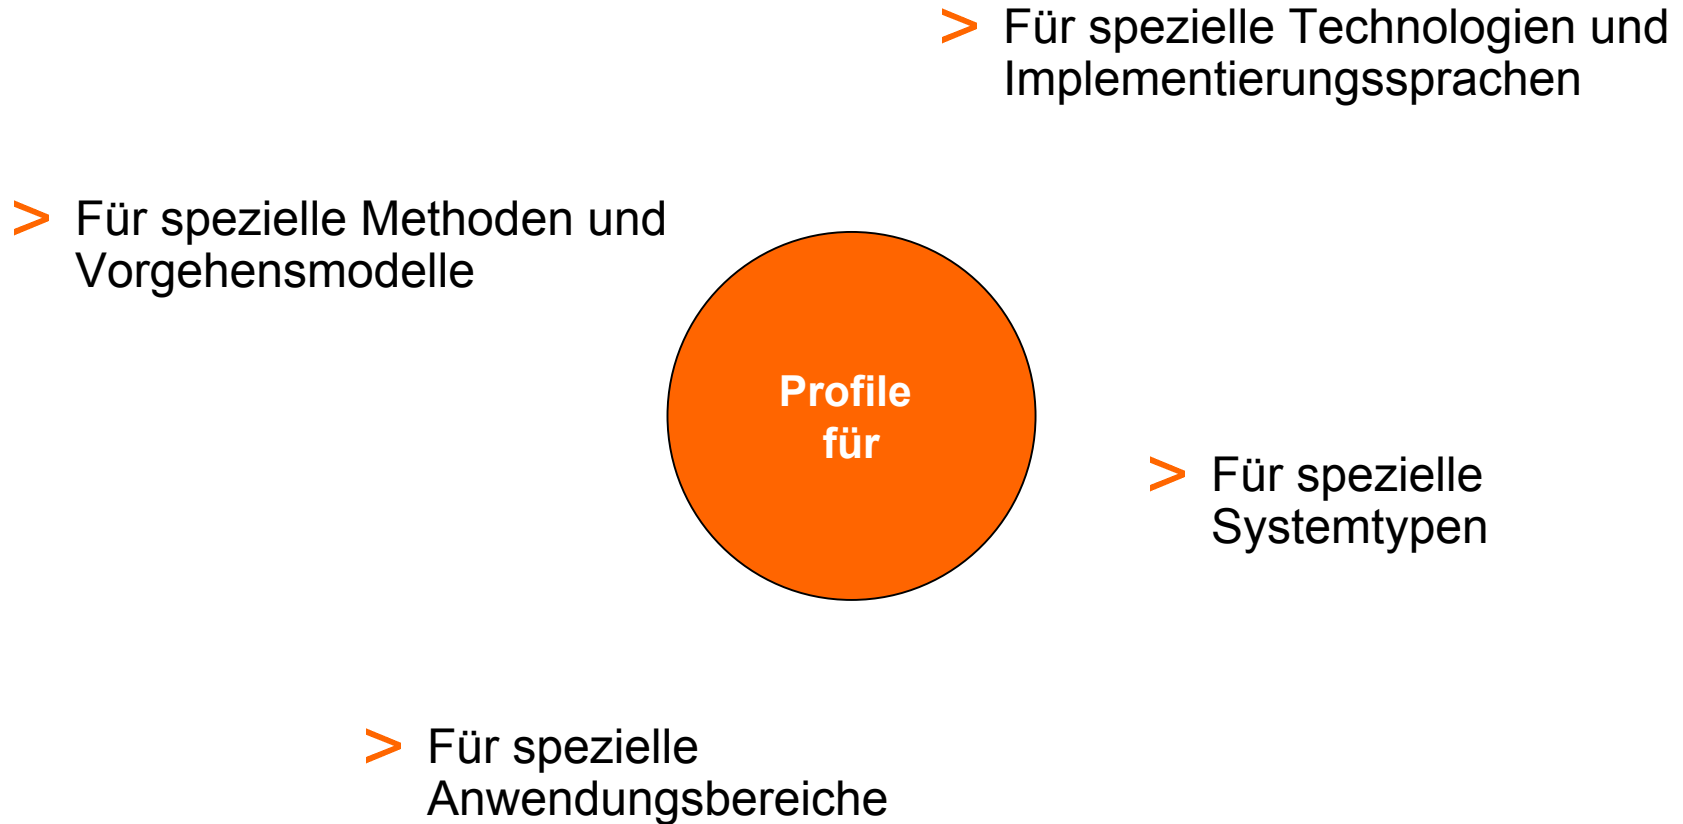 > Für spezielle Technologien und
Implementierungssprachen
> Für spezielle Methoden und
Vorgehensmodelle
Profile
für
> Für spezielle
Systemtypen
> Für spezielle
Anwendungsbereiche